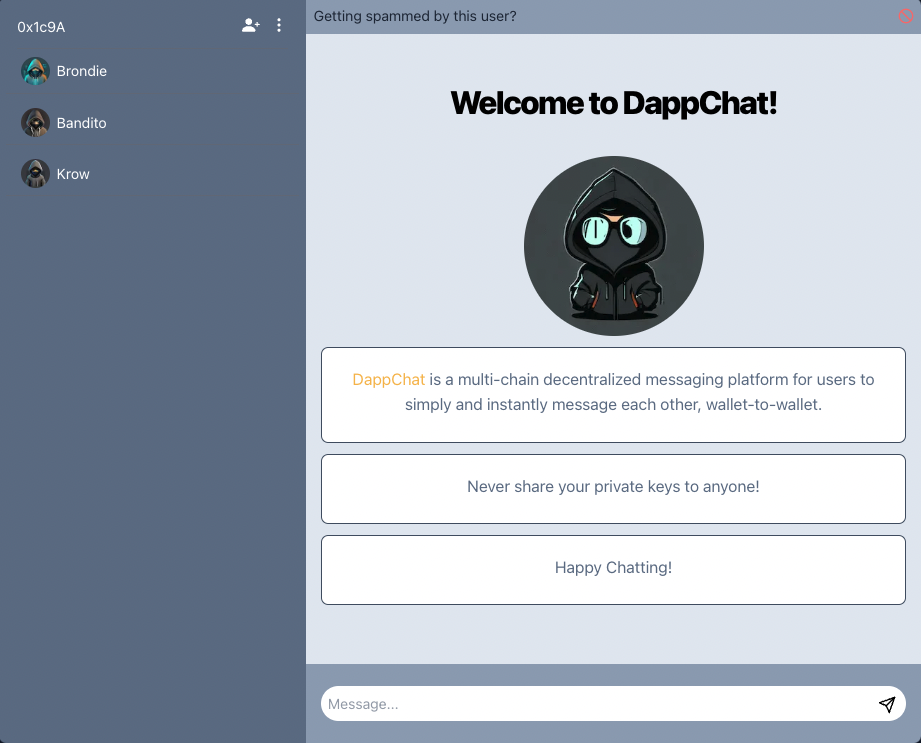 0x1c9A
Brondie
Bandito
Krow
Getting spammed by this user?
Welcome to DappChat!
DappChat is a multi-chain decentralized messaging platform for users to
simply and instantly message each other, wallet-to-wallet.
Never share your private keys to anyone!
Happy Chatting!
Message...